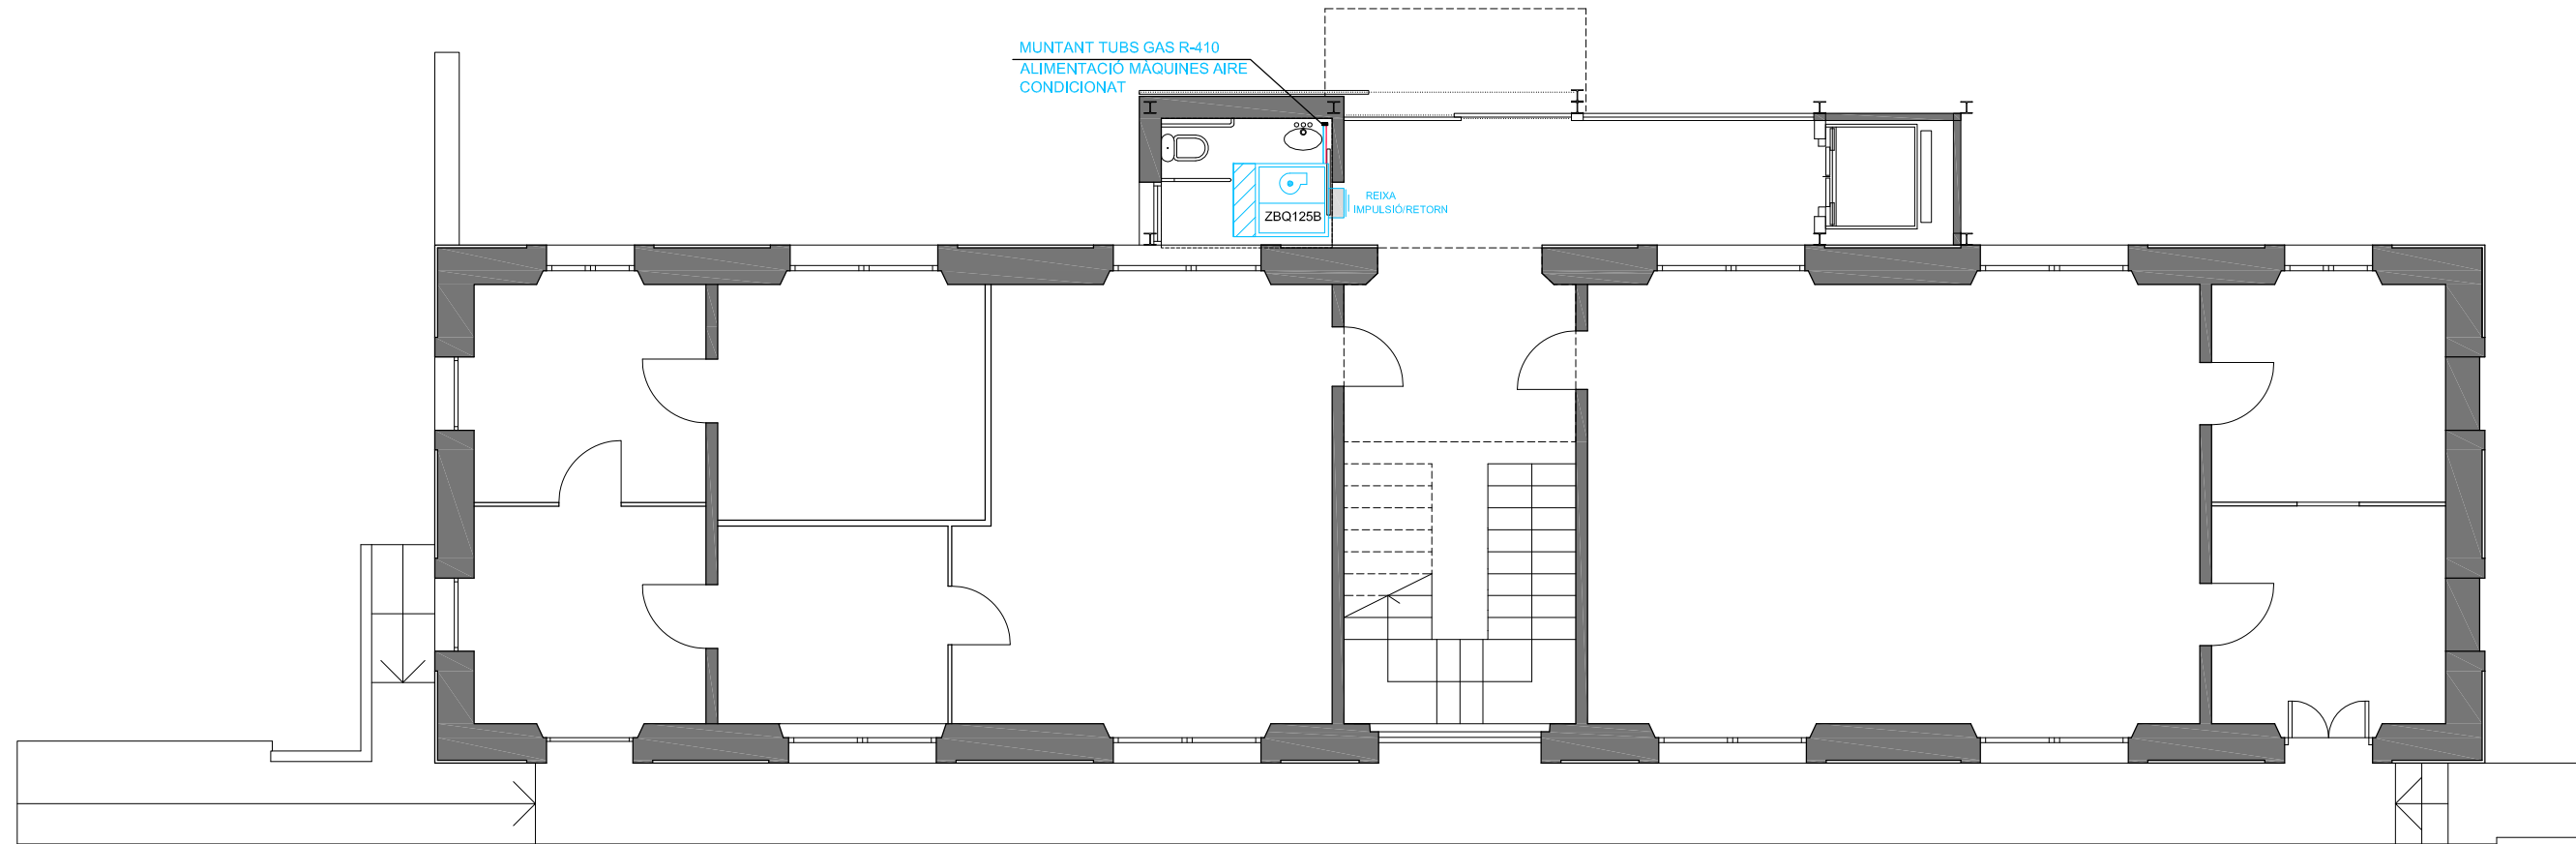 MUNTANT TUBS GAS R-410
ALIMENTACIÓ MÀQUINES AIRE
CONDICIONAT
REIXA
IMPULSIÓ/RETORN
ZBQ125B